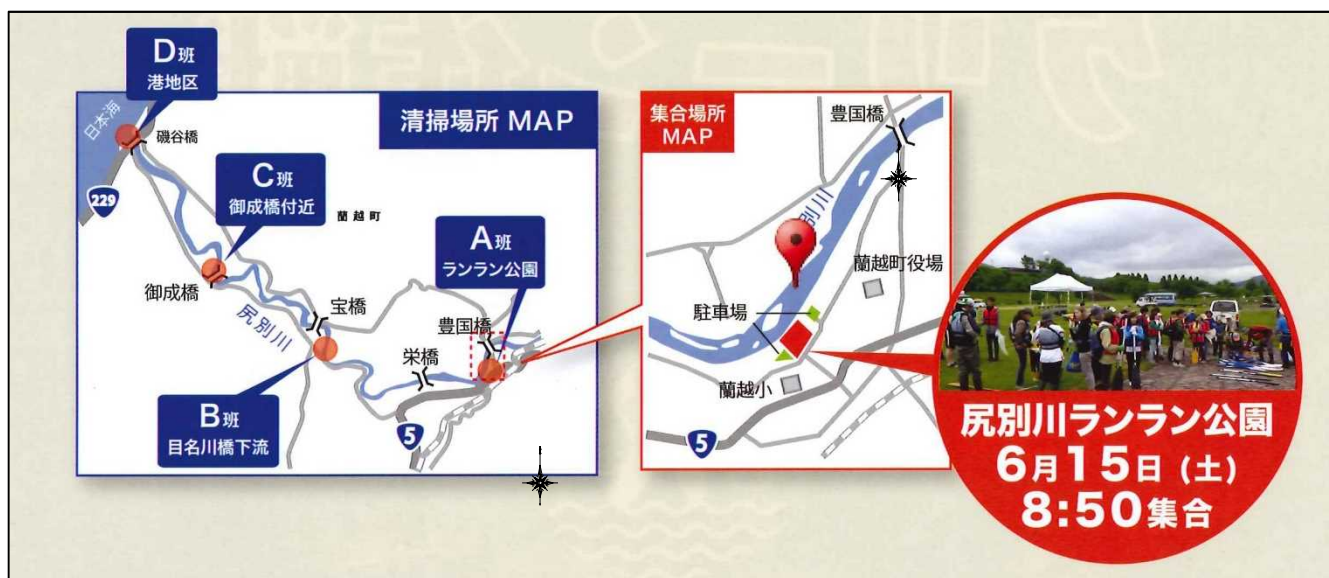 D班
港地区
清掃場所 MAP
日本海
磯谷橋
229
C班
御成橋付近
蘭越町
A班
ランラン公園
御成橋
尻別川
宝橋
豊国橋
栄橋
B班
目名川橋下流
5
集合場所
MAP
豊国橋
別川
蘭越町役場
駐車場
蘭越小
5
尻別川ランラン公園
6月15日 (土)
8:50集合